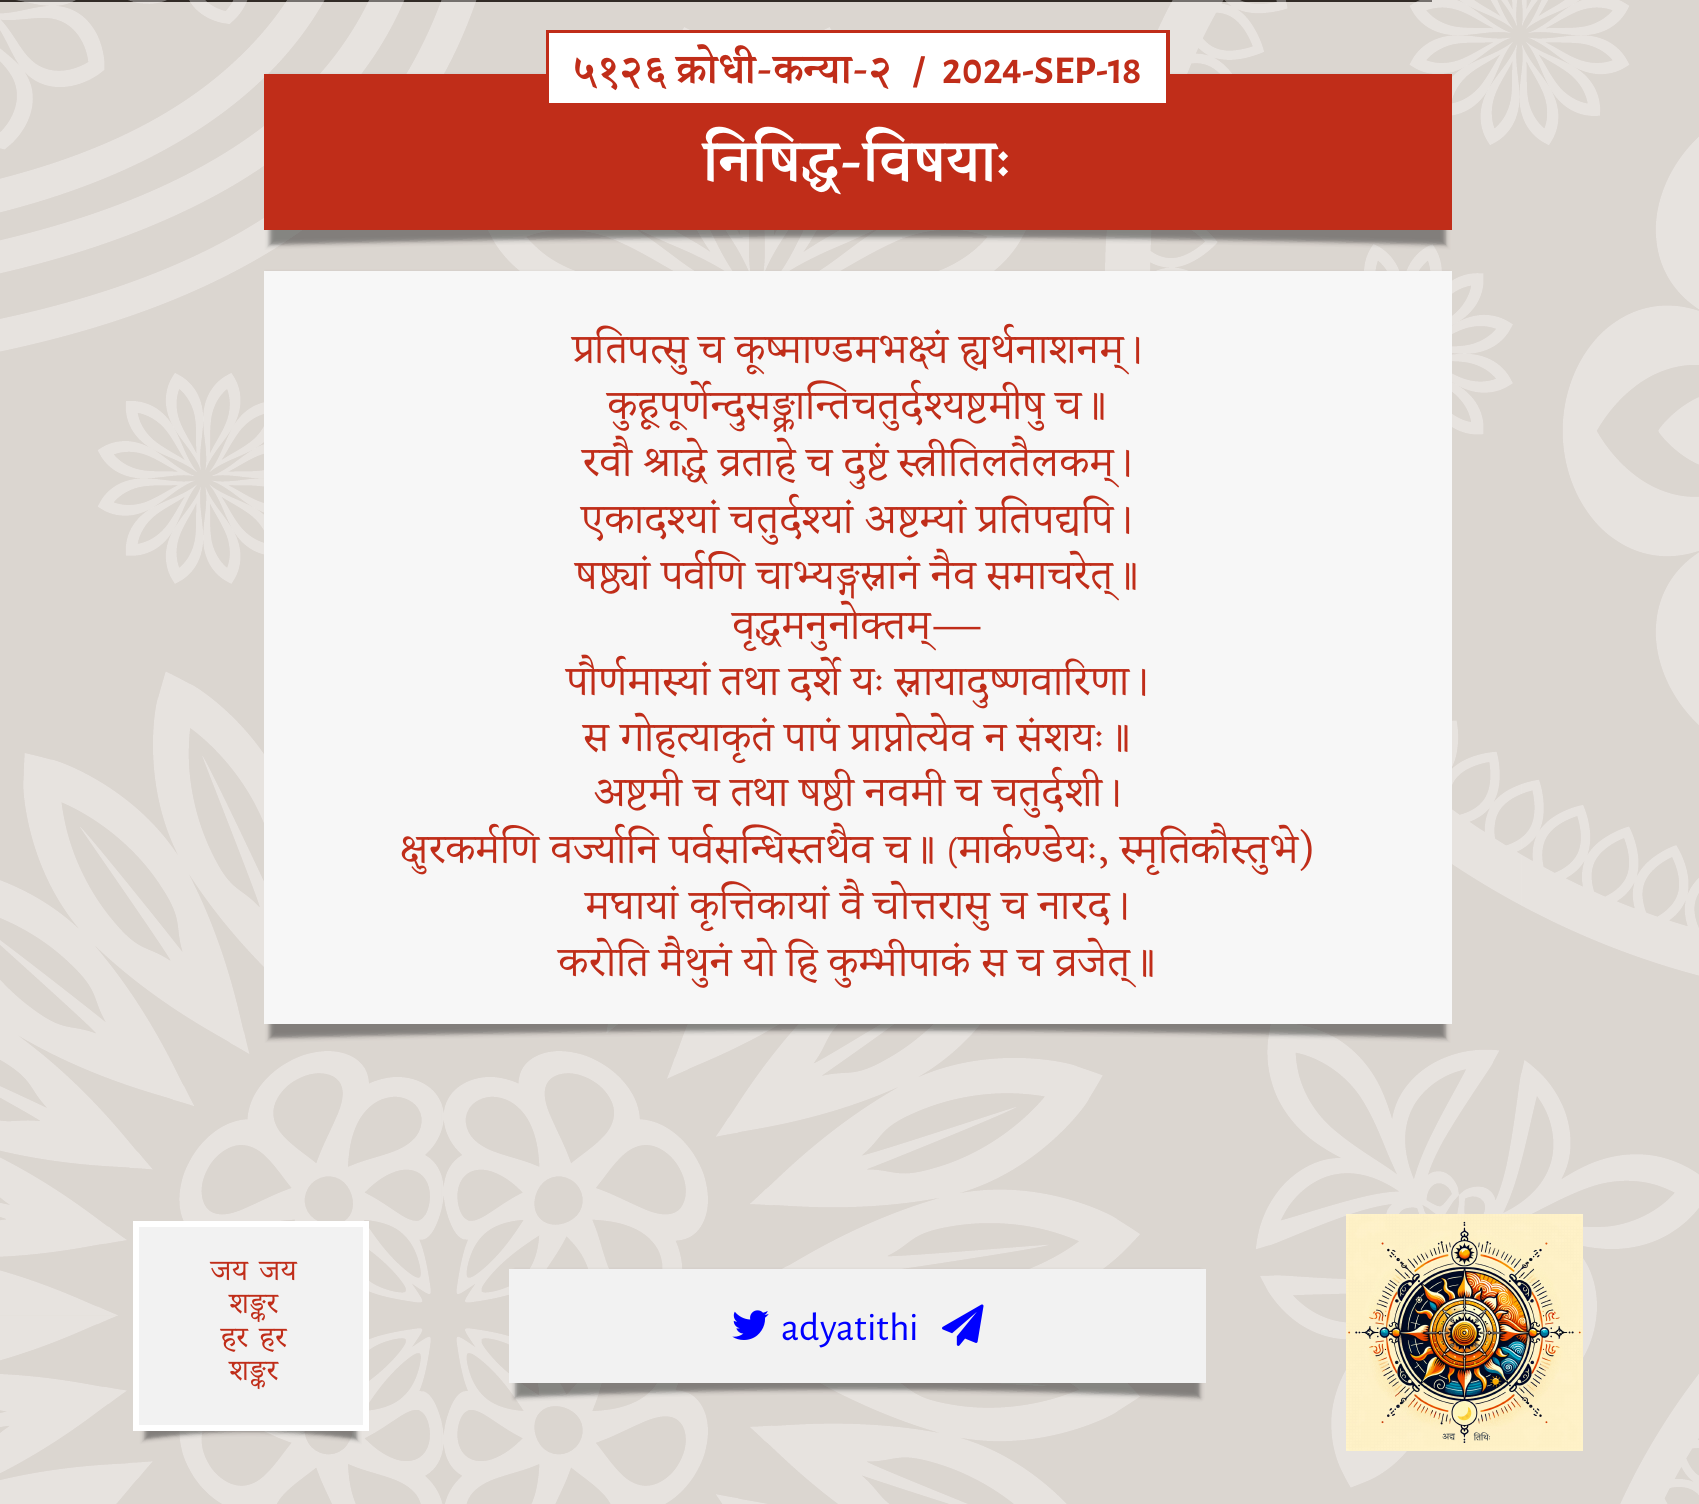 ५१२६ क्रोधी-कन्या-२ / 2024-SEP-18
निषिद्ध-विषयाः
प्रतिपत्सु च कूष्माण्डमभक्ष्यं ह्यर्थनाशनम्।
कुहूपूर्णेन्दुसङ्क्रान्तिचतुर्दश्यष्टमीषु च॥
रवौ श्राद्धे व्रताहे च दुष्टं स्त्रीतिलतैलकम्।
एकादश्यां चतुर्दश्यां अष्टम्यां प्रतिपद्यपि।
षष्ठ्यां पर्वणि चाभ्यङ्गस्नानं नैव समाचरेत्॥
वृद्धमनुनोक्तम्—
पौर्णमास्यां तथा दर्शे यः स्नायादुष्णवारिणा।
स गोहत्याकृतं पापं प्राप्नोत्येव न संशयः॥
अष्टमी च तथा षष्ठी नवमी च चतुर्दशी।
क्षुरकर्मणि वर्ज्यानि पर्वसन्धिस्तथैव च॥ (मार्कण्डेयः, स्मृतिकौस्तुभे)
मघायां कृत्तिकायां वै चोत्तरासु च नारद।
करोति मैथुनं यो हि कुम्भीपाकं स च व्रजेत्॥
जय जय
शङ्कर
हर हर
शङ्कर
adyatithi
अद्य तिथिः